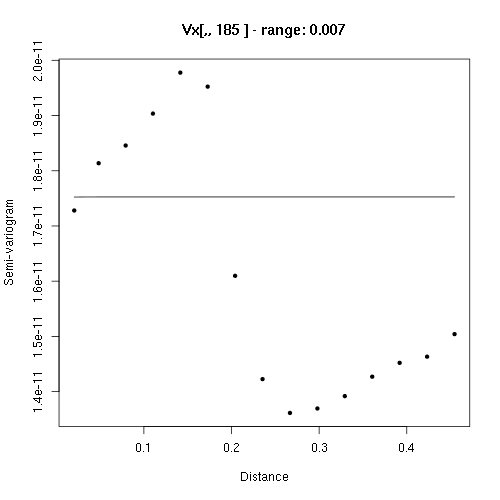 Vx[,, 185 ] - range: 0.007
2.0e-11
1.9e-11
1.8e-11
1.7e-11
1.6e-11
1.5e-11
1.4e-11
Semi-variogram
0.1 0.2 0.3 0.4
Distance